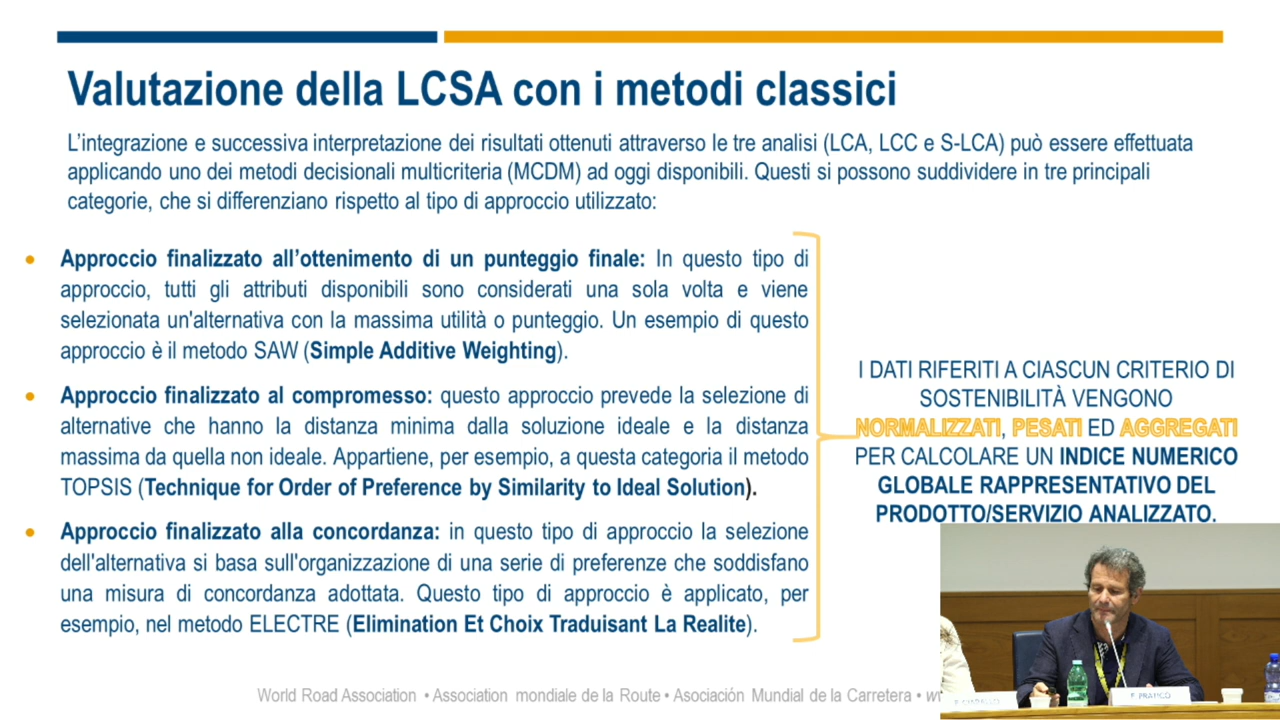 Valutazione della LCSA con i metodi classici
L'integrazione e successiva interpretazione dei risultati ottenuti attraverso le tre analisi (LCA, LCC e S-LCA) può essere effettuata
applicando uno dei metodi decisionali multicriteria (MCDM) ad oggi disponibili. Questi si possono suddividere in tre principali
categorie, che si differenziano rispetto al tipo di approccio utilizzato:
• Approccio finalizzato all'ottenimento di un punteggio finale: In questo tipo di
approccio, tutti gli attributi disponibili sono considerati una sola volta e viene
selezionata un'alternativa con la massima utilità o punteggio. Un esempio di questo
approccio è il metodo SAW (Simple Additive Weighting).
• Approccio finalizzato al compromesso: questo approccio prevede la selezione di
alternative che hanno la distanza minima dalla soluzione ideale e la distanza
massima da quella non ideale. Appartiene, per esempio, a questa categoria il metodo
TOPSIS (Technique for Order of Preference by Similarity to Ideal Solution).
• Approccio finalizzato alla concordanza: in questo tipo di approccio la selezione
dell'alternativa si basa sull'organizzazione di una serie di preferenze che soddisfano
una misura di concordanza adottata. Questo tipo di approccio è applicato, per
esempio, nel metodo ELECTRE (Elimination Et Choix Traduisant La Realite).
I DATI RIFERITI A CIASCUN CRITERIO DI
SOSTENIBILITÀ VENGONO
NORMALIZZATI, PESATI ED AGGREGATI
PER CALCOLARE UN INDICE NUMERICO
GLOBALE RAPPRESENTATIVO DEL
PRODOTTO/SERVIZIO ANALIZZATO.
World Road Association • Association mondiale de la Route • Asociación Mundial de la Carretera •
F. PRATICÒ